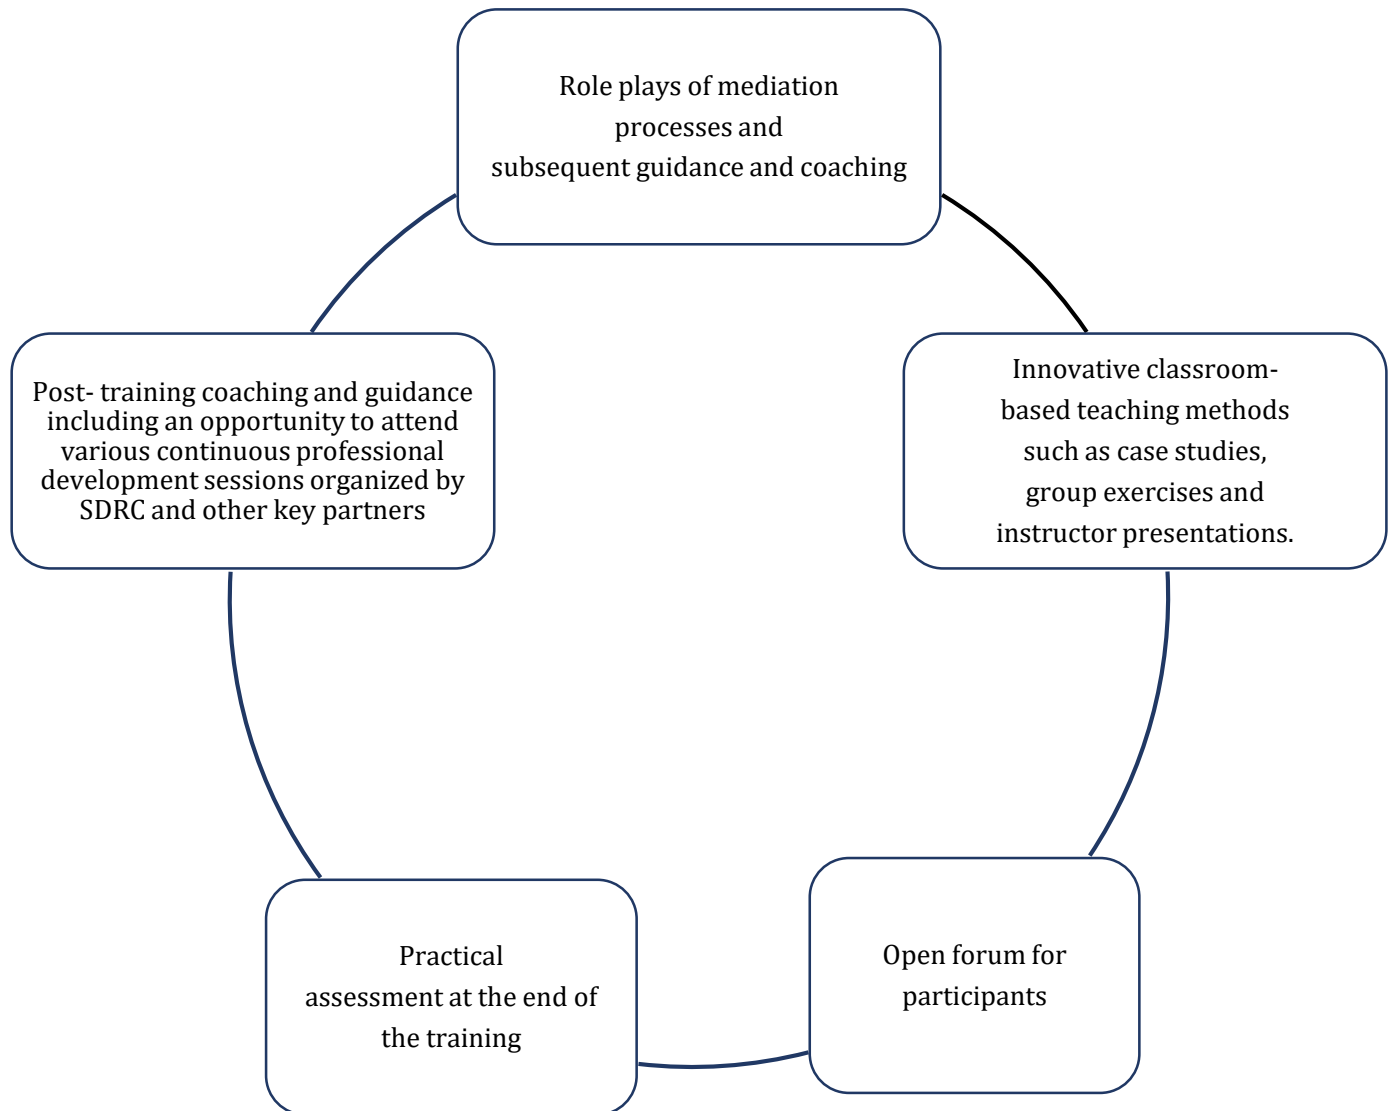 Role plays of mediation
processes and
subsequent guidance and coaching
Innovative classroom-
based teaching methods
such as case studies,
group exercises and
instructor presentations.
Open forum for
participants
Practical
assessment at the end of
the training
Post- training coaching and guidance
including an opportunity to attend
various continuous professional
development sessions organized by
SDRC and other key partners